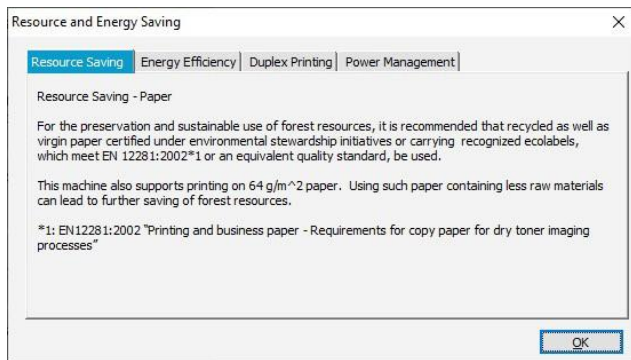 Resource and Energy Saving
Resource Saving
Energy Efficiency
Duplex Printing
Power Management
Resource Saving - Paper
For the preservation and sustainable use of forest resources, it is recommended that recycled as well as
virgin paper certified under environmental stewardship initiatives or carrying recognized ecolabels,
which meet EN 12281:2002*1 or an equivalent quality standard, be used.
This machine also supports printing on 64 g/m^2 paper. Using such paper containing less raw materials
can lead to further saving of forest resources.
*1: EN12281:2002 "Printing and business paper - Requirements for copy paper for dry toner imaging
processes"
OK